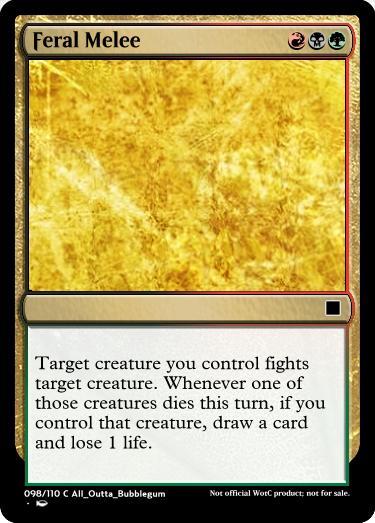 Feral Melee
Target creature you control fights
target creature. Whenever one of
those creatures dies this turn, if you
control that creature, draw a card
and lose 1 life.
098/110 C All_Outta_Bubblegum
Not official WotC product; not for sale.